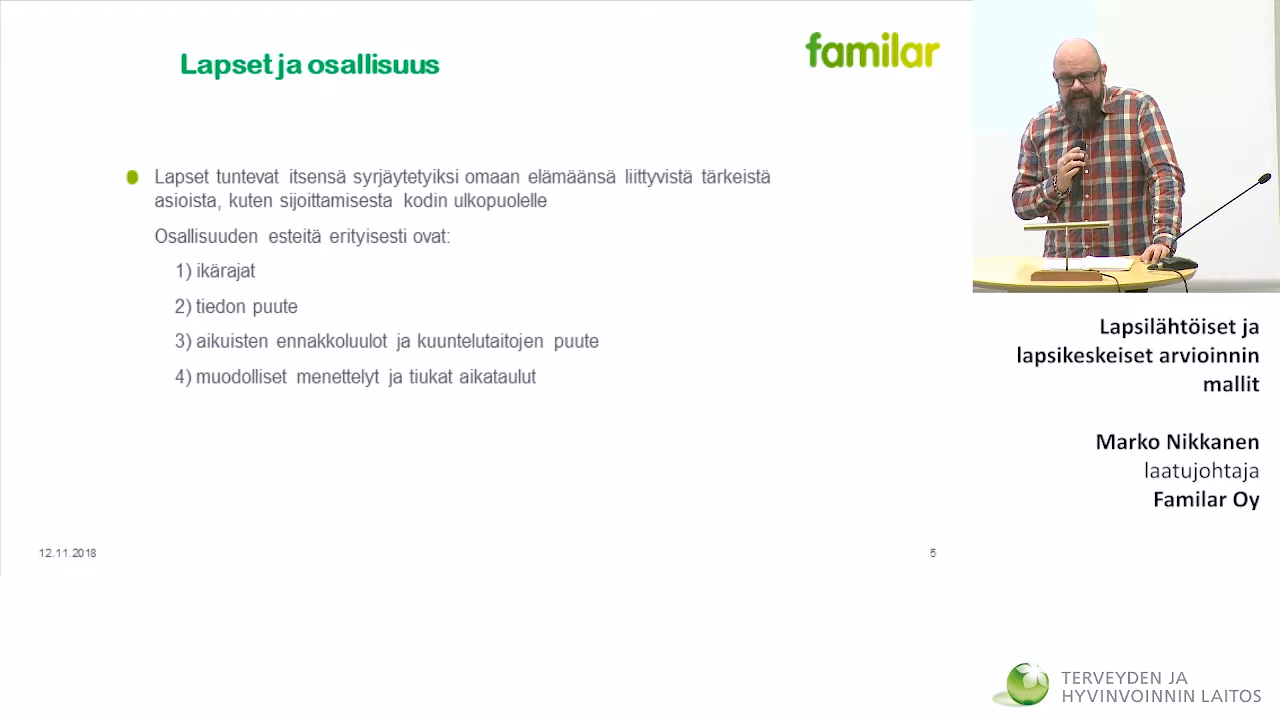 Lapset ja osallisuus
familar
Lapset tuntevat itsensä syrjäytetyiksi omaan elämäänsä liittyvistä tärkeistä
asioista, kuten sijoittamisesta kodin ulkopuolelle
Osallisuuden esteitä erityisesti ovat:
1) ikärajat
2) tiedon puute
3) aikuisten ennakkoluulot ja kuuntelutaitojen puute
4) muodolliset menettelyt ja tiukat aikataulut
12.11.2018
5
Lapsilähtöiset ja
lapsikeskeiset arvioinnin
mallit
Marko Nikkanen
laatujohtaja
Familar Oy
TERVEYDEN JA
HYVINVOINNIN LAITOS